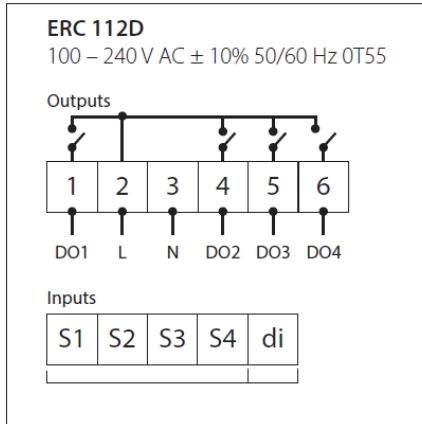 ERC 112D
100 – 240 V AC ± 10% 50/60 Hz 0T55
Outputs
1 2 3 4 5 6
DO1 L N DO2 DO3 DO4
Inputs
S1 S2 S3 S4 di